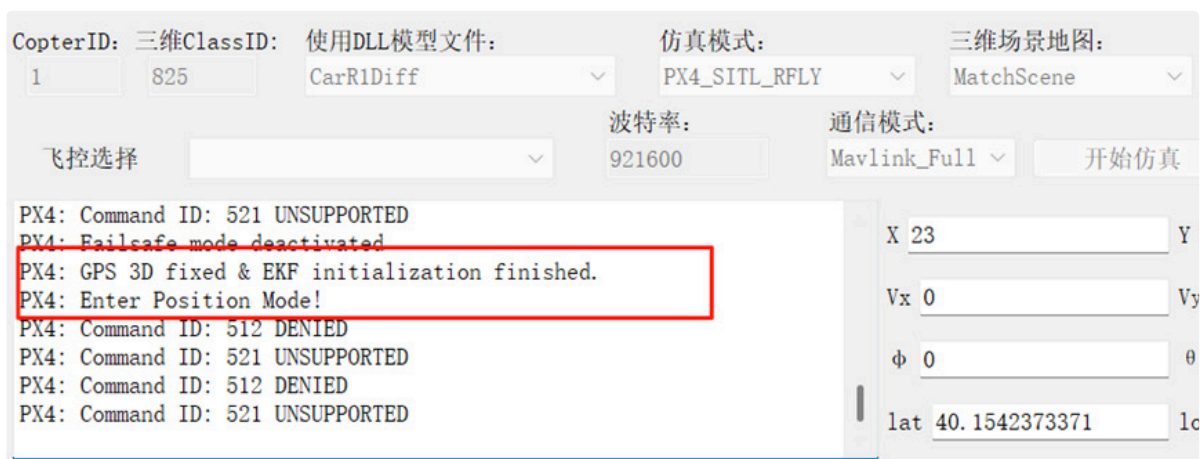 CopterID: 三维ClassID: 使用DLL模型文件: 仿真模式: 三维场景地图:
1 825 CarR1Diff PX4_SITL_RFLY MatchScene
波特率: 通信模式:
飞控选择 921600 Mavlink_Full 开始仿真
PX4: Command ID: 521 UNSUPPORTED
PX4: Failsafe mode deactivated
PX4: GPS 3D fixed & EKF initialization finished.
PX4: Enter Position Mode!
PX4: Command ID: 512 DENIED
PX4: Command ID: 521 UNSUPPORTED
PX4: Command ID: 512 DENIED
PX4: Command ID: 521 UNSUPPORTED
X 23 Y
Vx 0 Vy
ϕ 0 θ
lat 40.1542373371